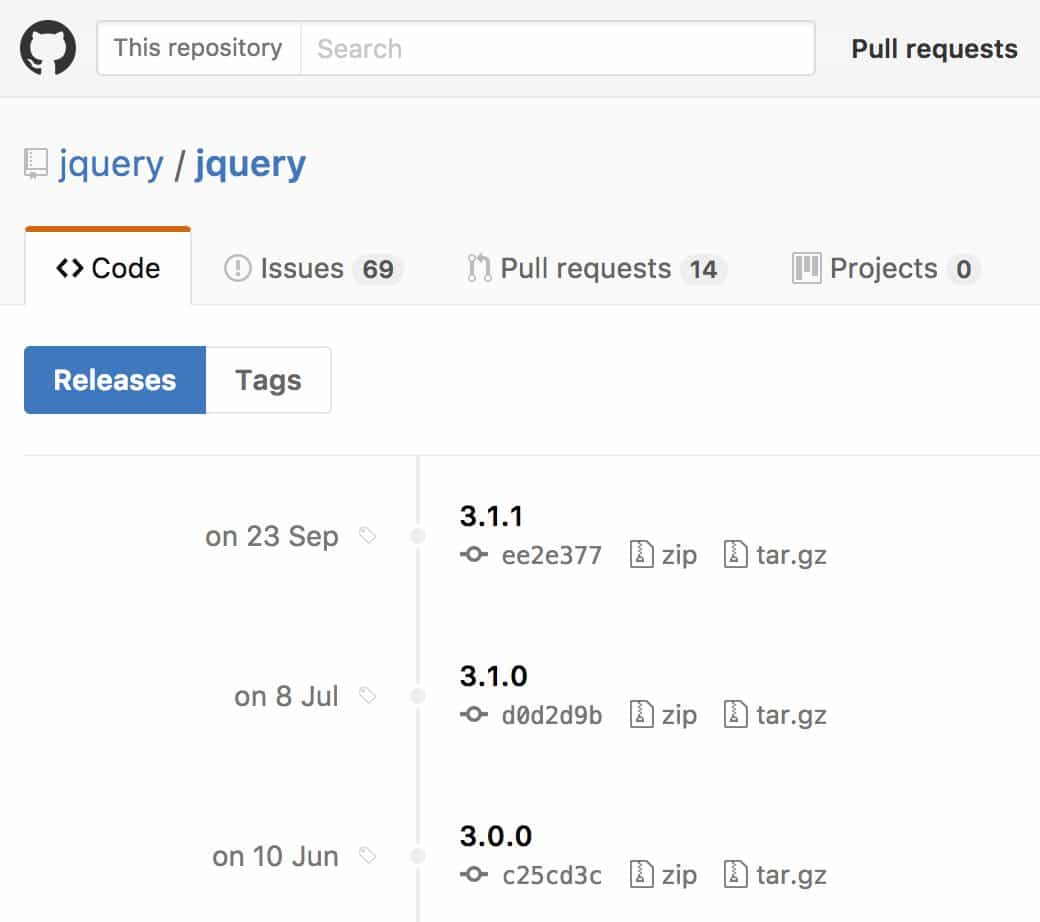 This repository Search Pull requests
jquery / jquery
<> Code Issues 69 Pull requests 14 Projects 0
Releases Tags
3.1.1
on 23 Sep ee2e377 zip tar.gz
3.1.0
on 8 Jul d0d2d9b zip tar.gz
3.0.0
on 10 Jun c25cd3c zip tar.gz